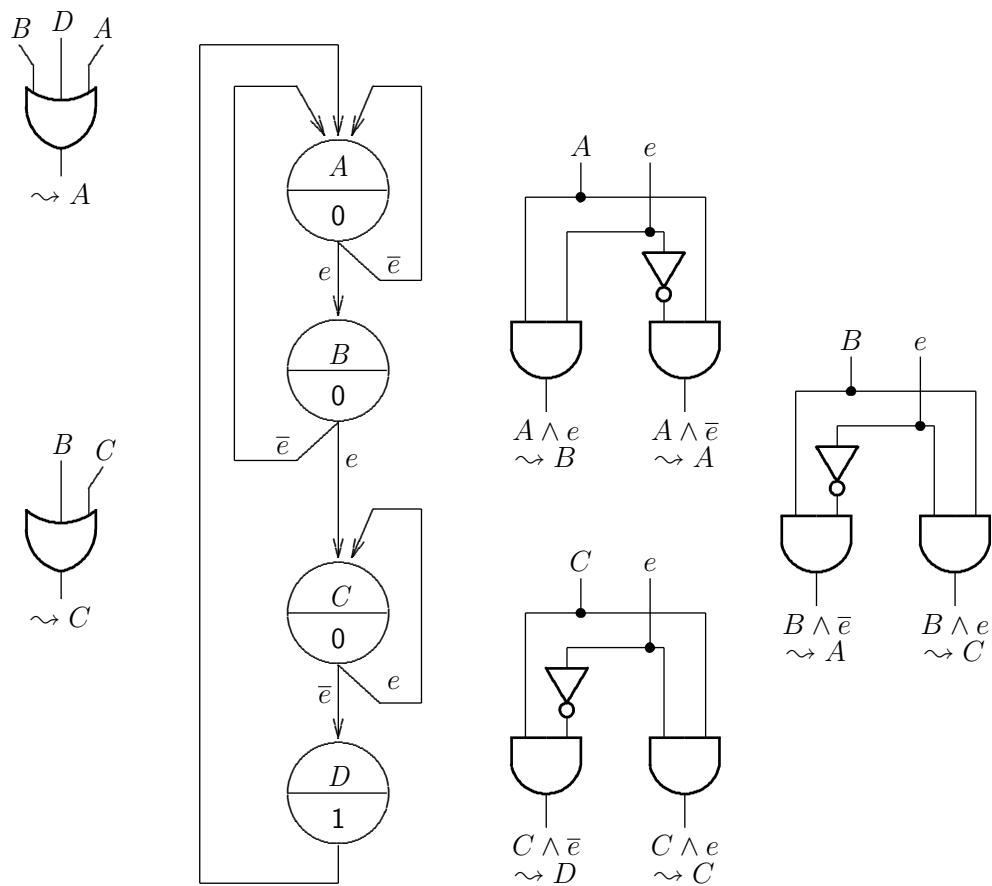 B D A
⇝ A
B C
⇝ C
A
0
e
e̅
B
0
e̅
e
C
0
e̅
e
D
1
A e
A ∧ e
⇝ B
A ∧ e̅
⇝ A
B e
B ∧ e̅
⇝ A
B ∧ e
⇝ C
C e
C ∧ e̅
⇝ D
C ∧ e
⇝ C